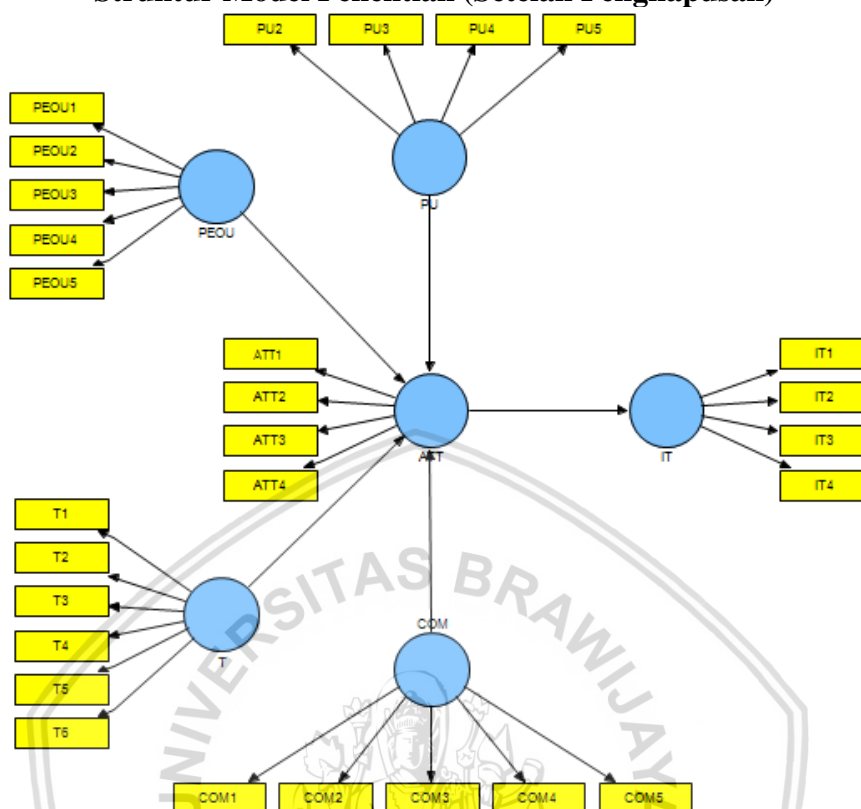 PU2 PU3 PU4 PU5
PU
PEOU1
PEOU2
PEOU3
PEOU4
PEOU5
PEOU
ATT1
ATT2
ATT3
ATT4
ATT
IT1
IT2
IT3
IT4
IT
T1
T2
T3
T4
T5
T6
T
COM
COM1 COM2 COM3 COM4 COM5
UNIVERSITAS BRAWIJAYA